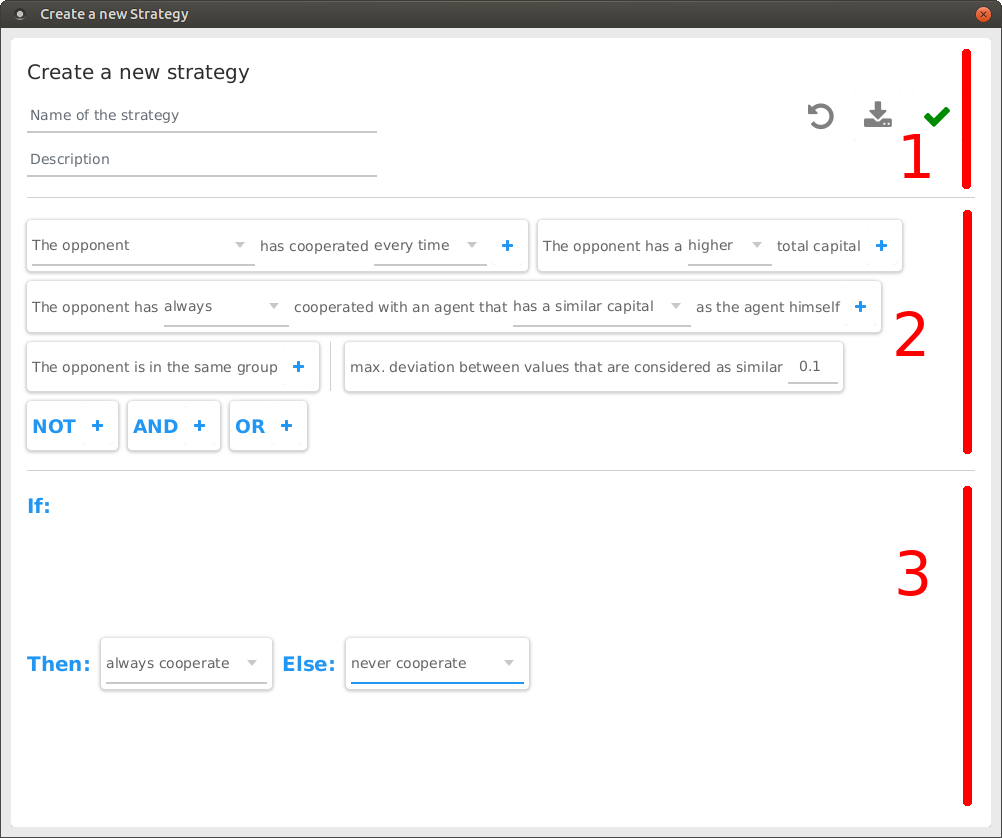 Create a new Strategy
Create a new strategy
Name of the strategy
Description
1
The opponent has cooperated every time + The opponent has a higher total capital +
The opponent has always cooperated with an agent that has a similar capital as the agent himself +
2
The opponent is in the same group + max. deviation between values that are considered as similar 0.1
NOT + AND + OR +
If:
3
Then: always cooperate Else: never cooperate